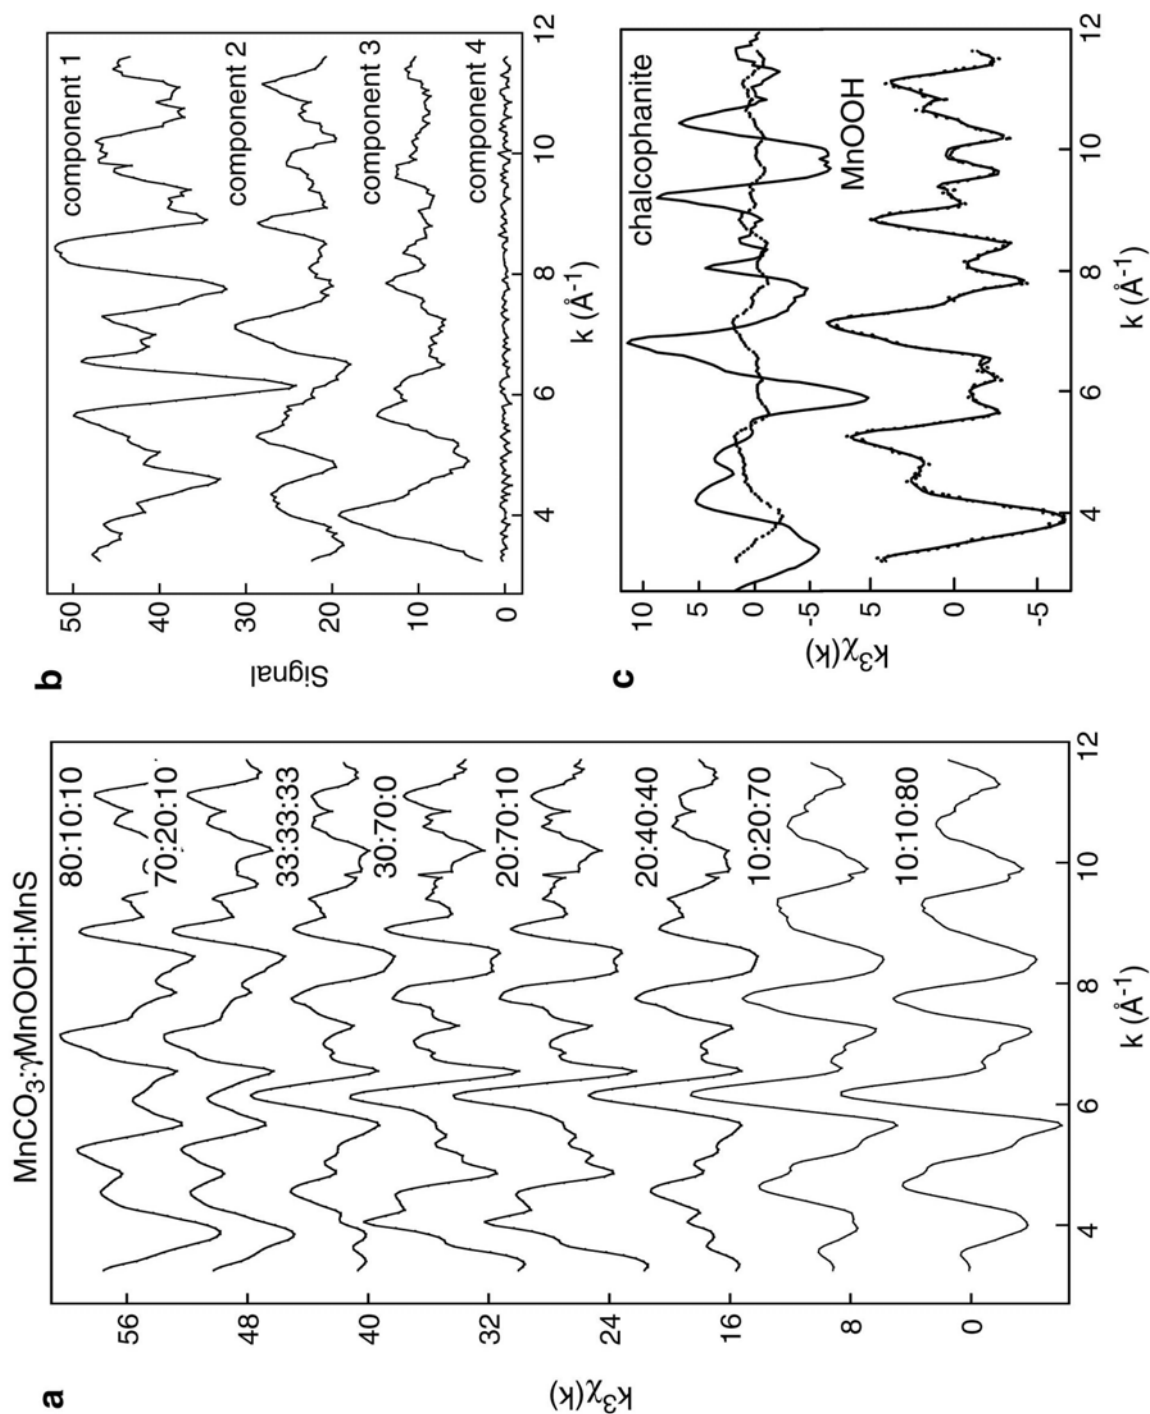 a
MnCO3:γMnOOH:MnS
80:10:10
70:20:10
33:33:33
30:70:0
20:70:10
20:40:40
10:20:70
10:10:80
k³χ(k)
56
48
40
32
24
16
8
0
4
6
8
10
12
k (Å⁻¹)
b
component 1
component 2
component 3
component 4
Signal
50
40
30
20
10
0
4
6
8
10
12
k (Å⁻¹)
c
chalcophanite
MnOOH
k³χ(k)
10
5
0
-5
5
0
-5
4
6
8
10
12
k (Å⁻¹)